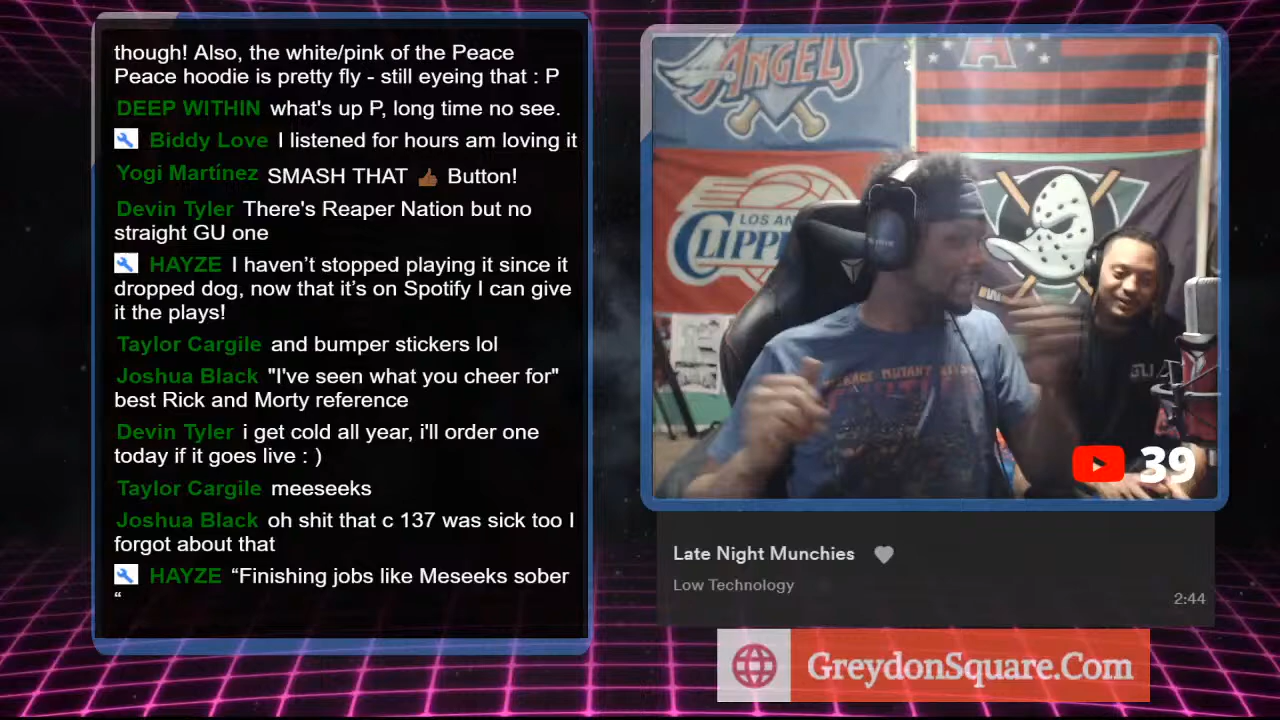 though! Also, the white/pink of the Peace
Peace hoodie is pretty fly - still eyeing that : P
DEEP WITHIN what's up P, long time no see.
Biddy Love I listened for hours am loving it
Yogi Martínez SMASH THAT 👍🏾 Button!
Devin Tyler There's Reaper Nation but no
straight GU one
HAYZE I haven’t stopped playing it since it
dropped dog, now that it’s on Spotify I can give
it the plays!
Taylor Cargile and bumper stickers lol
Joshua Black "I've seen what you cheer for"
best Rick and Morty reference
Devin Tyler i get cold all year, i'll order one
today if it goes live : )
Taylor Cargile meeseeks
Joshua Black oh shit that c 137 was sick too I
forgot about that
HAYZE “Finishing jobs like Meseeks sober
“
ANGELS
A
LOS AN
CLIPPE
39
Late Night Munchies
Low Technology
2:44
GreydonSquare.Com